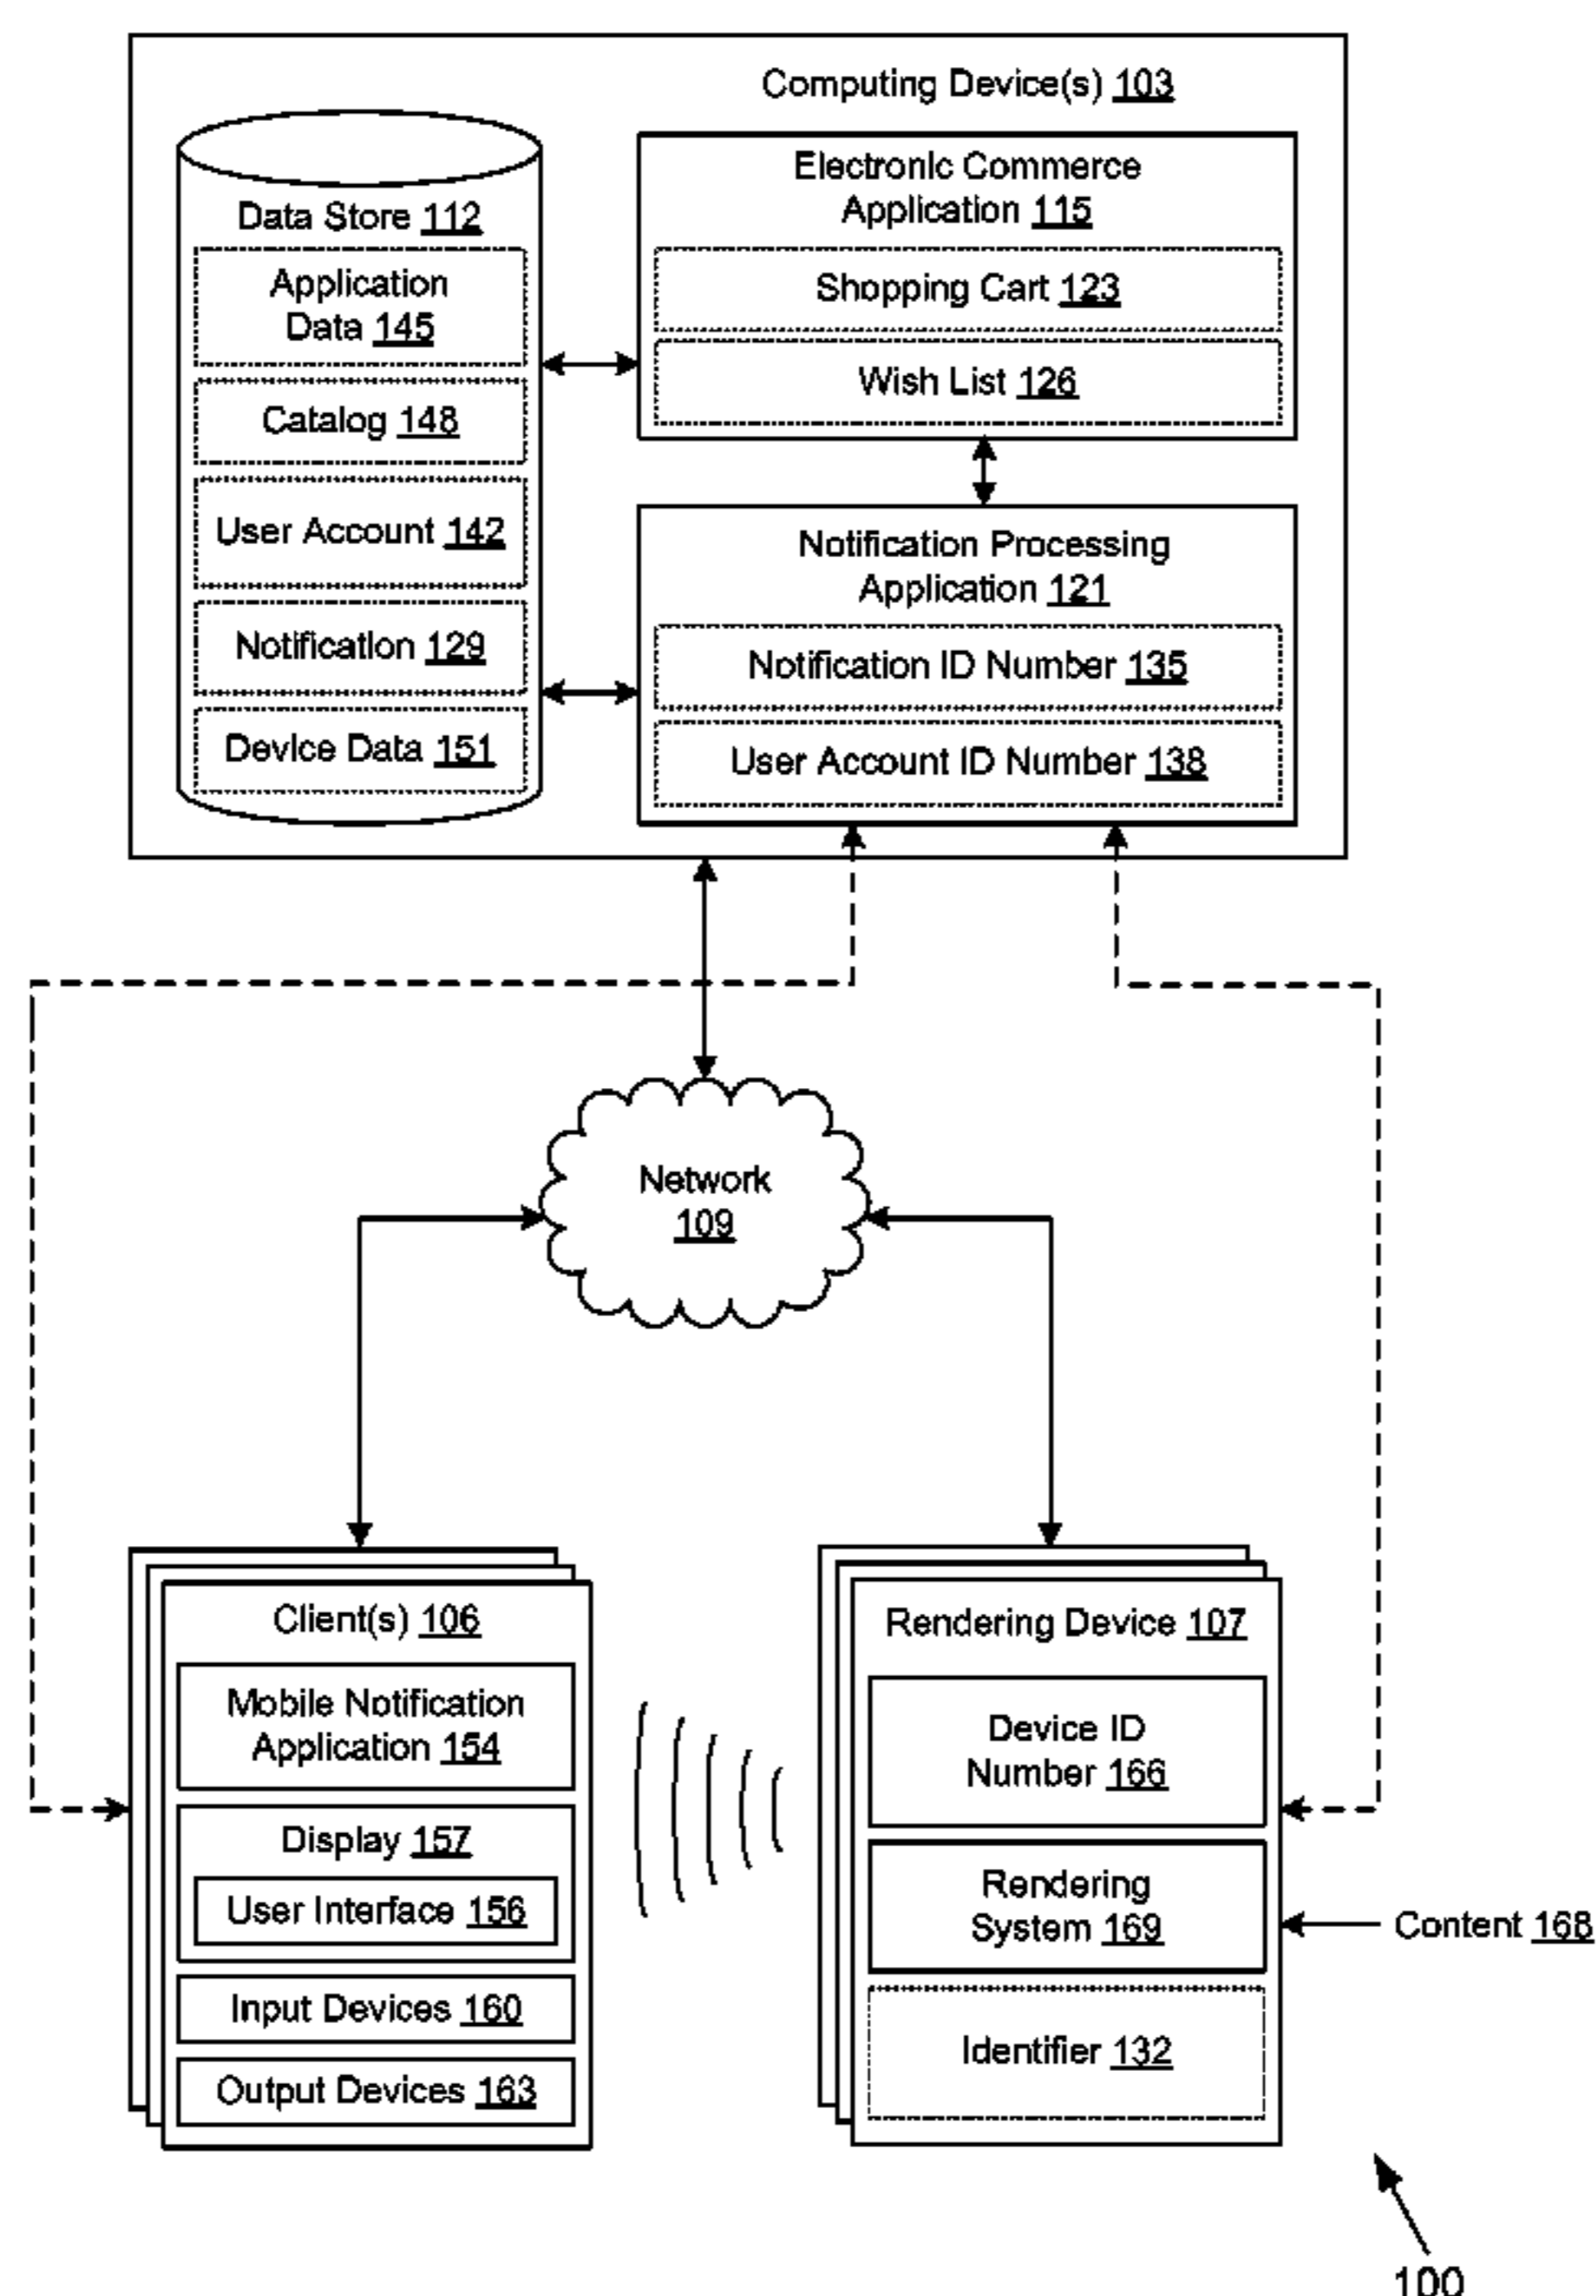 Computing Device(s) 103
Data Store 112
Application
Data 145
Catalog 148
User Account 142
Notification 129
Device Data 151
Electronic Commerce
Application 115
Shopping Cart 123
Wish List 126
Notification Processing
Application 121
Notification ID Number 135
User Account ID Number 138
Network
109
Client(s) 106
Mobile Notification
Application 154
Display 157
User Interface 156
Input Devices 160
Output Devices 163
Rendering Device 107
Device ID
Number 166
Rendering
System 169
Identifier 132
Content 168
100